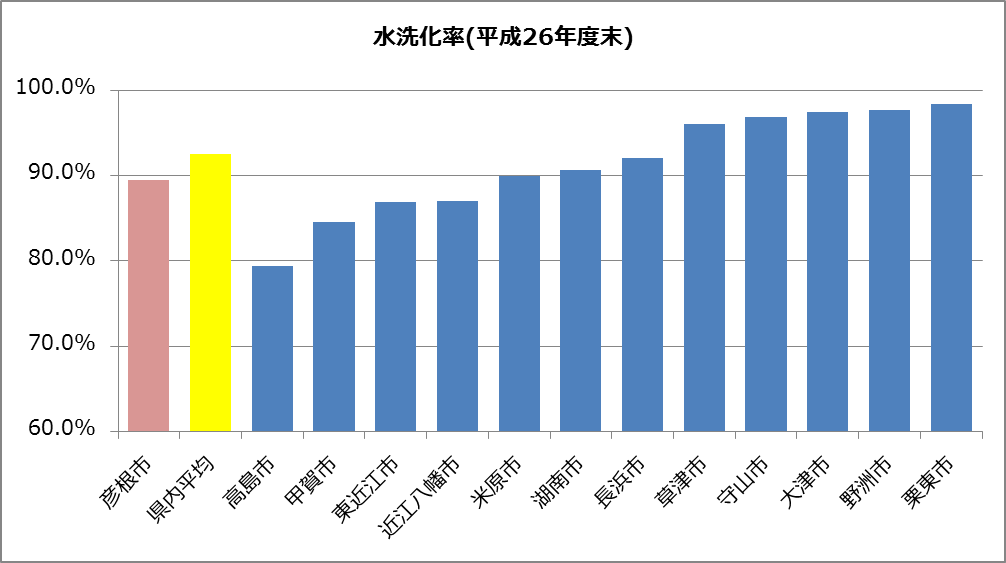 水洗化率(平成26年度末)
100.0%
90.0%
80.0%
70.0%
60.0%
彦根市
県内平均
高島市
甲賀市
東近江市
近江八幡市
米原市
湖南市
長浜市
草津市
守山市
大津市
野洲市
栗東市